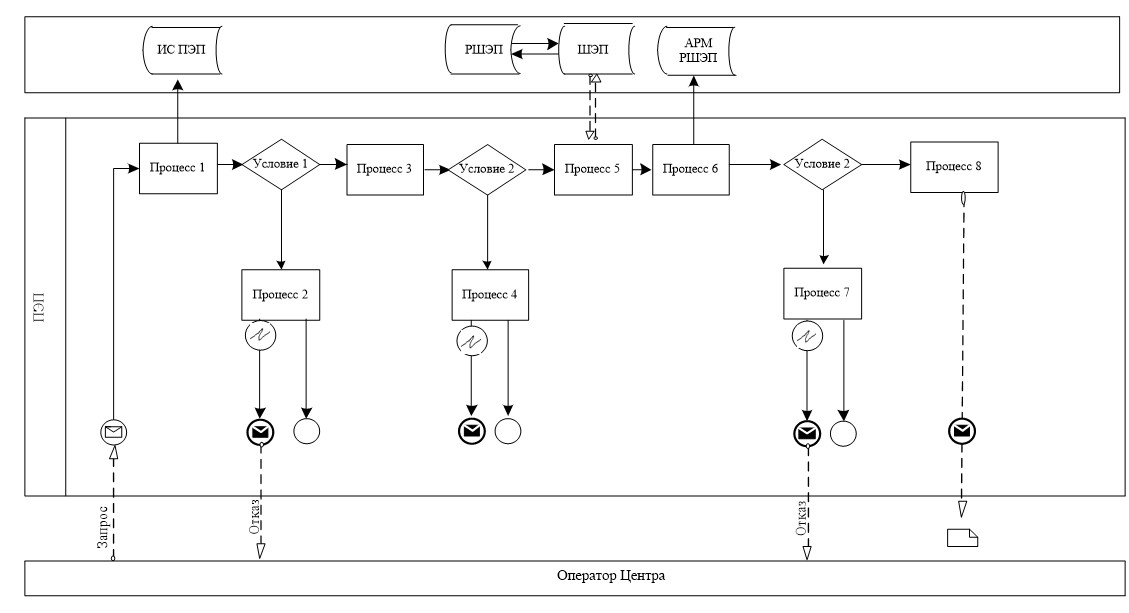 ИС ПЭП
РШЭП
ШЭП
АРМ
РШЭП
Процесс 1
Условие 1
Процесс 3
Условие 2
Процесс 5
Процесс 6
Условие 2
Процесс 8
Процесс 2
Процесс 4
Процесс 7
ПСП
Запрос
Отказ
Отказ
Оператор Центра